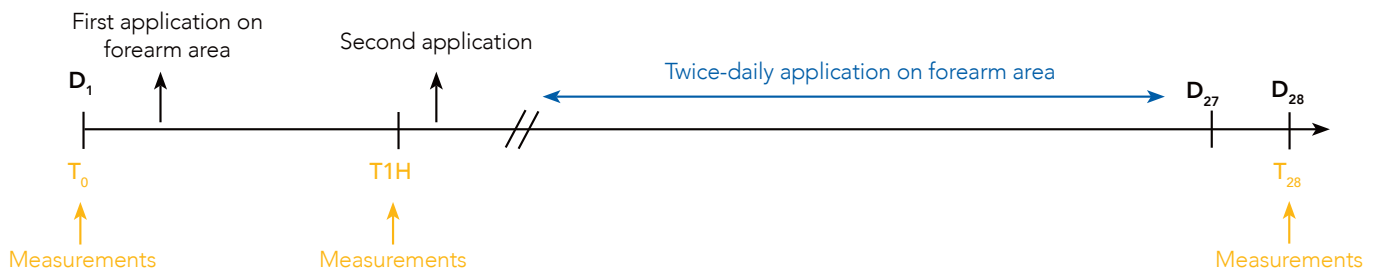 First application on
forearm area
Second application
Twice-daily application on forearm area
D1
D27
D28
T0
T1H
T28
Measurements
Measurements
Measurements